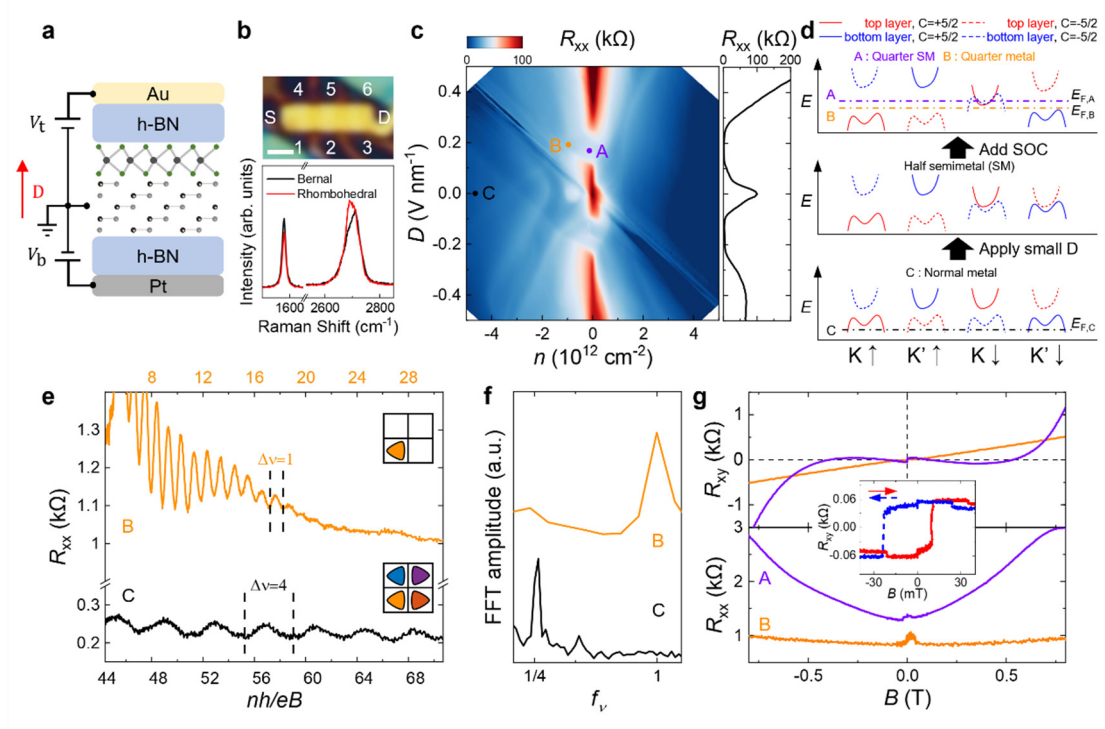 a
Au
h-BN
V_t
D
V_b
h-BN
Pt
b
4 5 6
S D
1 2 3
Bernal
Rhombohedral
Intensity (arb. units)
1600 2600 2800
Raman Shift (cm⁻¹)
c
R_xx (kΩ)
0 100
D (V nm⁻¹)
0.4
0.2
0.0
-0.2
-0.4
B
A
C
-4 -2 0 2 4
n (10¹² cm⁻²)
R_xx (kΩ)
0 100 200
d
top layer, C=+5/2 top layer, C=-5/2
bottom layer, C=+5/2 bottom layer, C=-5/2
A : Quarter SM B : Quarter metal
E
A
B
E_F,A
E_F,B
Add SOC
Half semimetal (SM)
E
Apply small D
C : Normal metal
E
C
E_F,C
K ↑ K' ↑ K ↓ K' ↓
e
8 12 16 20 24 28
R_xx (kΩ)
1.3
1.2
1.1
1
0.3
0.2
Δν=1
B
C
Δν=4
44 48 52 56 60 64 68
nh/eB
f
FFT amplitude (a.u.)
B
C
1/4 1
f_ν
g
R_xy (kΩ)
1
0
-1
R_xy (kΩ)
0.06
0.00
-0.06
-40 0 40
B (mT)
R_xx (kΩ)
3
2
1
A
B
-0.5 0.0 0.5
B (T)